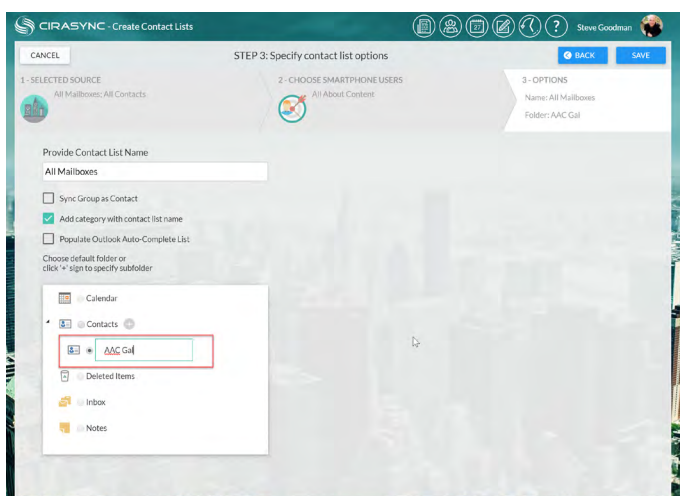 CIRASYNC - Create Contact Lists
27
?
Steve Goodman
CANCEL
STEP 3: Specify contact list options
BACK
SAVE
1 - SELECTED SOURCE
All Mailboxes: All Contacts
2 - CHOOSE SMARTPHONE USERS
All About Content
3 - OPTIONS
Name: All Mailboxes
Folder: AAC Gal
Provide Contact List Name
All Mailboxes
Sync Group as Contact
Add category with contact list name
Populate Outlook Auto-Complete List
Choose default folder or
click '+' sign to specify subfolder
Calendar
Contacts
AAC Gal
Deleted Items
Inbox
Notes